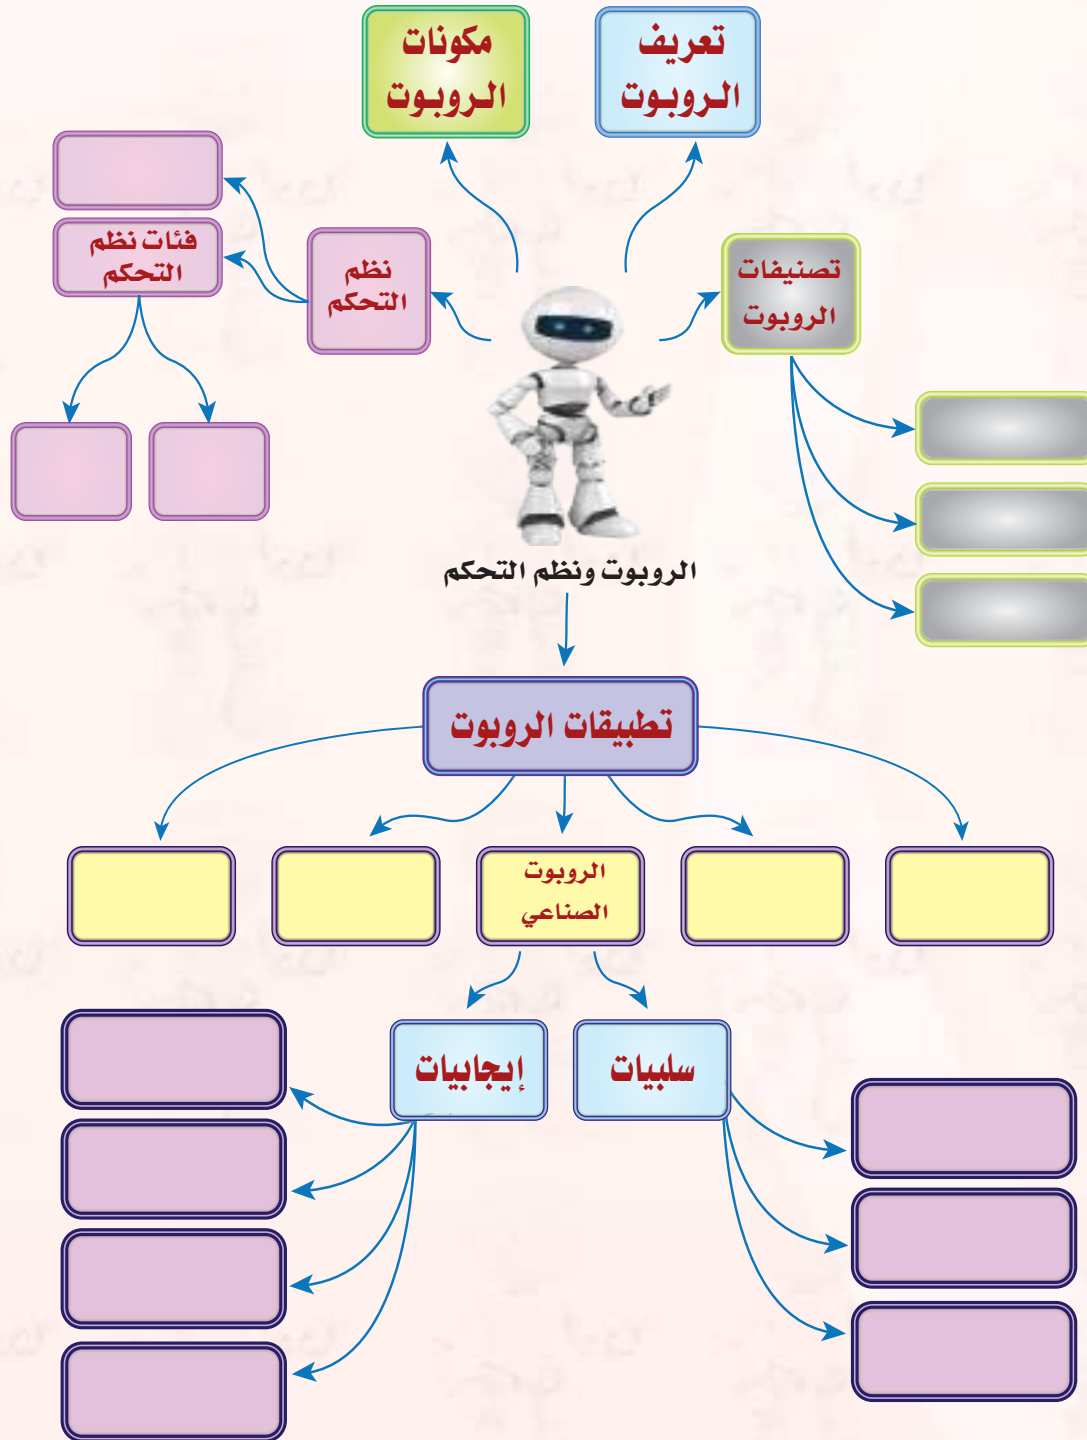 تعريف
الروبوت
مكونات
الروبوت
تصنيفات
الروبوت
نظم
التحكم
فئات نظم
التحكم
الروبوت ونظم التحكم
تطبيقات الروبوت
الروبوت
الصناعي
سلبيات
إيجابيات